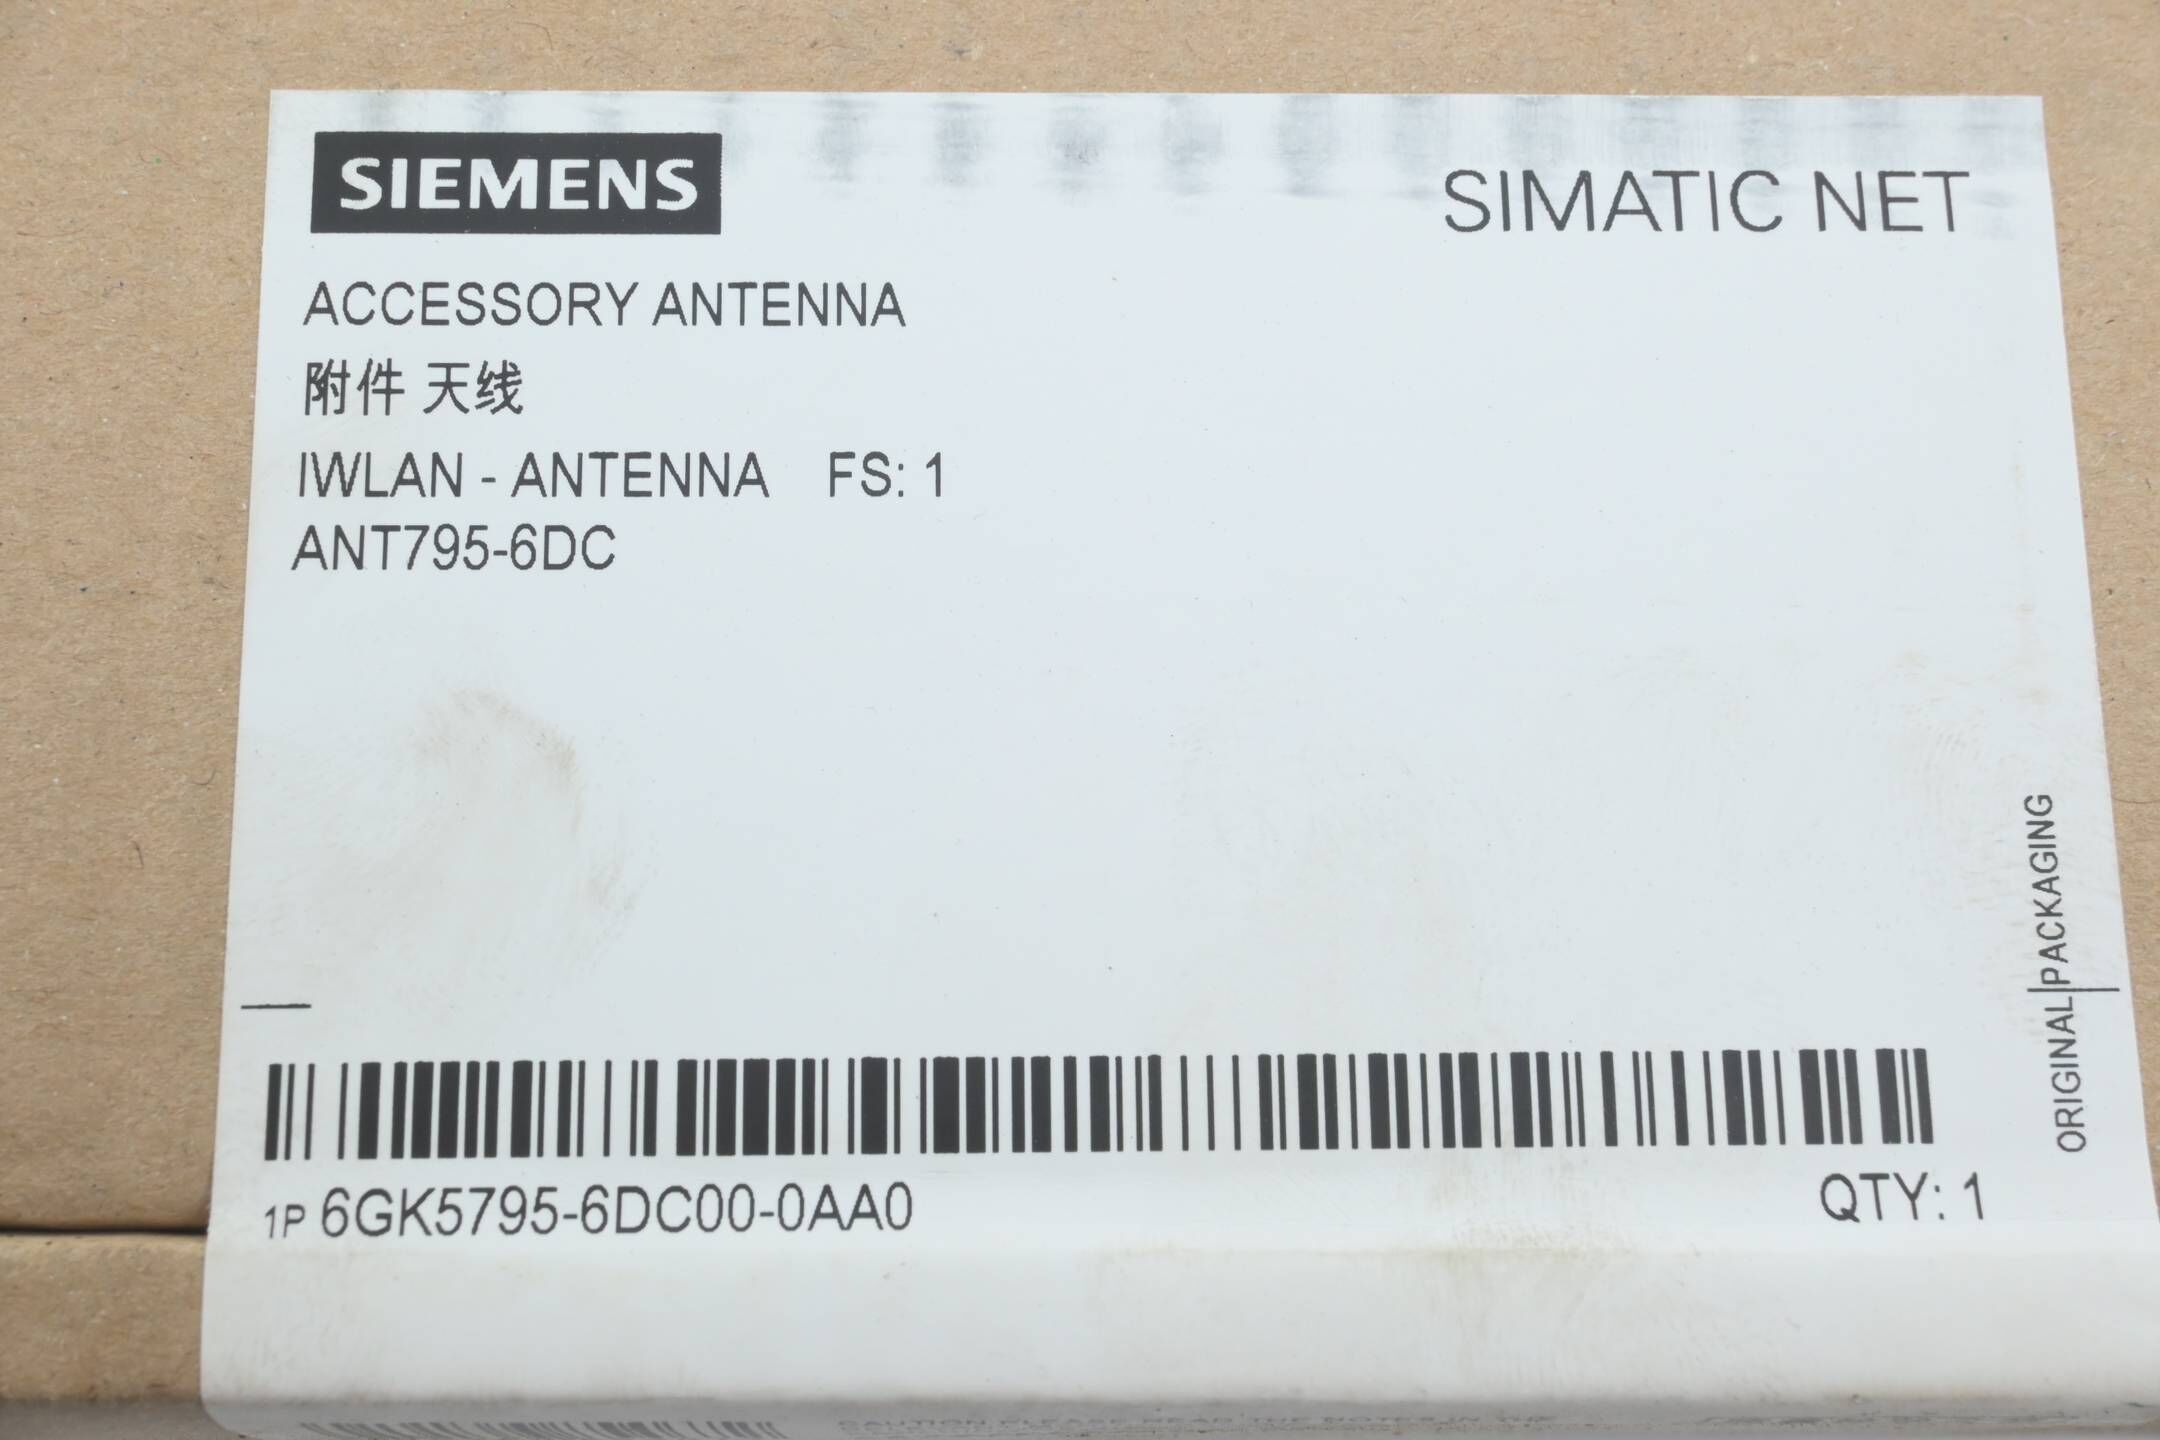 SIEMENS
SIMATIC NET
ACCESSORY ANTENNA
附件 天线
IWLAN - ANTENNA FS: 1
ANT795-6DC
ORIGINAL PACKAGING
1P 6GK5795-6DC00-0AA0
QTY: 1